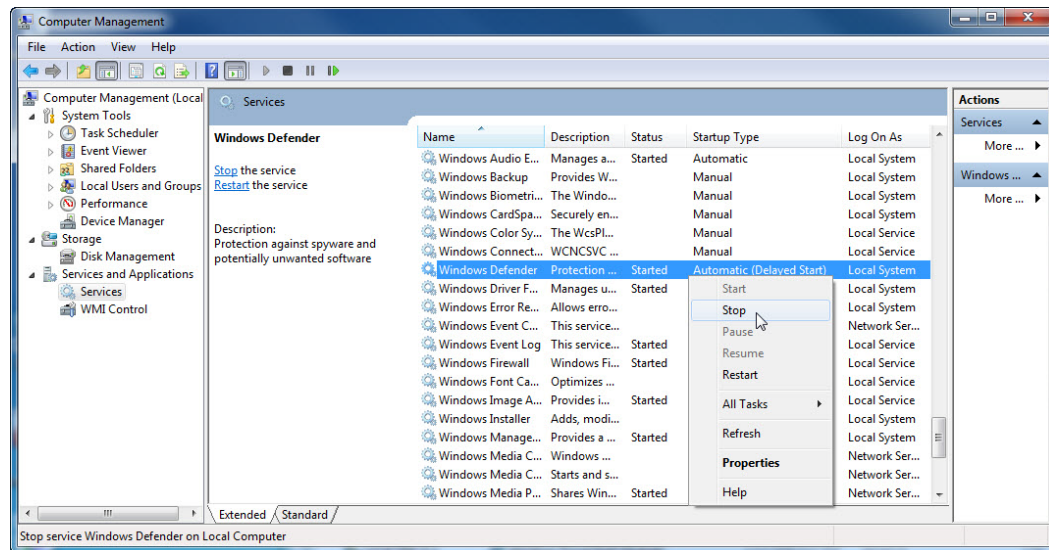 Computer Management
File Action View Help
Computer Management (Local
System Tools
Task Scheduler
Event Viewer
Shared Folders
Local Users and Groups
Performance
Device Manager
Storage
Disk Management
Services and Applications
Services
WMI Control
Services
Windows Defender
Stop the service
Restart the service
Description:
Protection against spyware and
potentially unwanted software
Name Description Status Startup Type Log On As
Windows Audio E... Manages a... Started Automatic Local System
Windows Backup Provides W... Manual Local System
Windows Biometri... The Windo... Manual Local System
Windows CardSpa... Securely en... Manual Local System
Windows Color Sy... The WcsPl... Manual Local Service
Windows Connect... WCNCSVC ... Manual Local Service
Windows Defender Protection ... Started Automatic (Delayed Start) Local System
Windows Driver F... Manages u... Started Local System
Windows Error Re... Allows erro... Local System
Windows Event C... This service... Network Ser...
Windows Event Log This service... Started Local Service
Windows Firewall Windows Fi... Started Local Service
Windows Font Ca... Optimizes ... Local Service
Windows Image A... Provides i... Started Local Service
Windows Installer Adds, modi... Local System
Windows Manage... Provides a ... Started Local System
Windows Media C... Windows ... Network Ser...
Windows Media C... Starts and s... Network Ser...
Windows Media P... Shares Win... Started Network Ser...
Start
Stop
Pause
Resume
Restart
All Tasks
Refresh
Properties
Help
Extended Standard
Actions
Services
More ...
Windows ...
More ...
Stop service Windows Defender on Local Computer